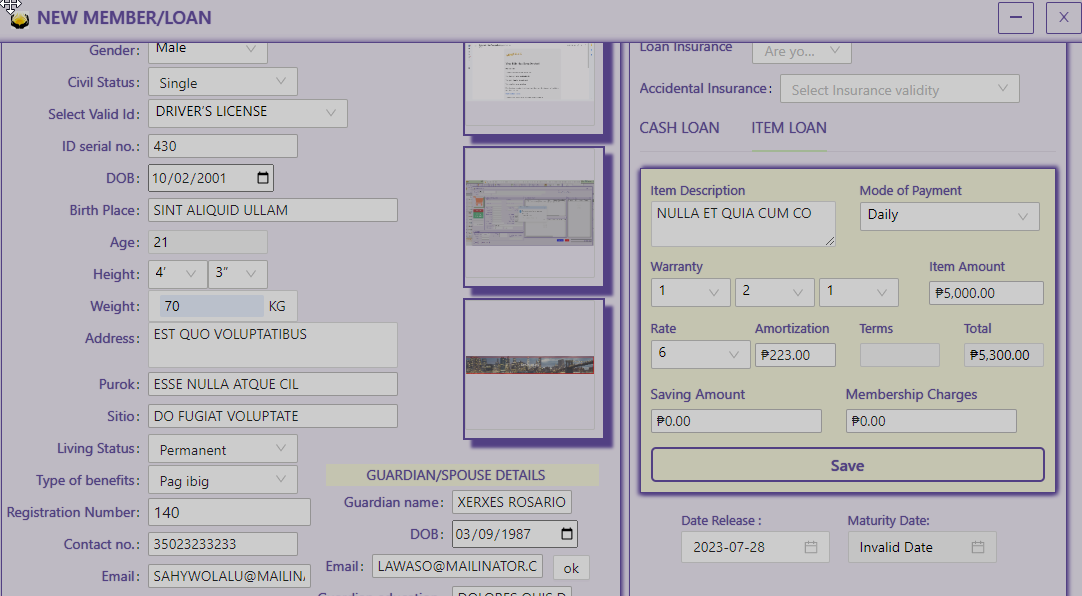 NEW MEMBER/LOAN
Gender: Male
Civil Status: Single
Select Valid Id: DRIVER'S LICENSE
ID serial no.: 430
DOB: 10/02/2001
Birth Place: SINT ALIQUID ULLAM
Age: 21
Height: 4' 3"
Weight: 70 KG
Address: EST QUO VOLUPTATIBUS
Purok: ESSE NULLA ATQUE CIL
Sitio: DO FUGIAT VOLUPTATE
Living Status: Permanent
Type of benefits: Pag ibig
Registration Number: 140
Contact no.: 35023233233
Email: SAHYWOLALU@MAILIN
GUARDIAN/SPOUSE DETAILS
Guardian name: XERXES ROSARIO
DOB: 03/09/1987
Email: LAWASO@MAILINATOR.C ok
Loan Insurance Are yo...
Accidental Insurance: Select Insurance validity
CASH LOAN ITEM LOAN
Item Description Mode of Payment
NULLA ET QUIA CUM CO Daily
Warranty Item Amount
1 2 1 ₱5,000.00
Rate Amortization Terms Total
6 ₱223.00 ₱5,300.00
Saving Amount Membership Charges
₱0.00 ₱0.00
Save
Date Release : Maturity Date:
2023-07-28 Invalid Date